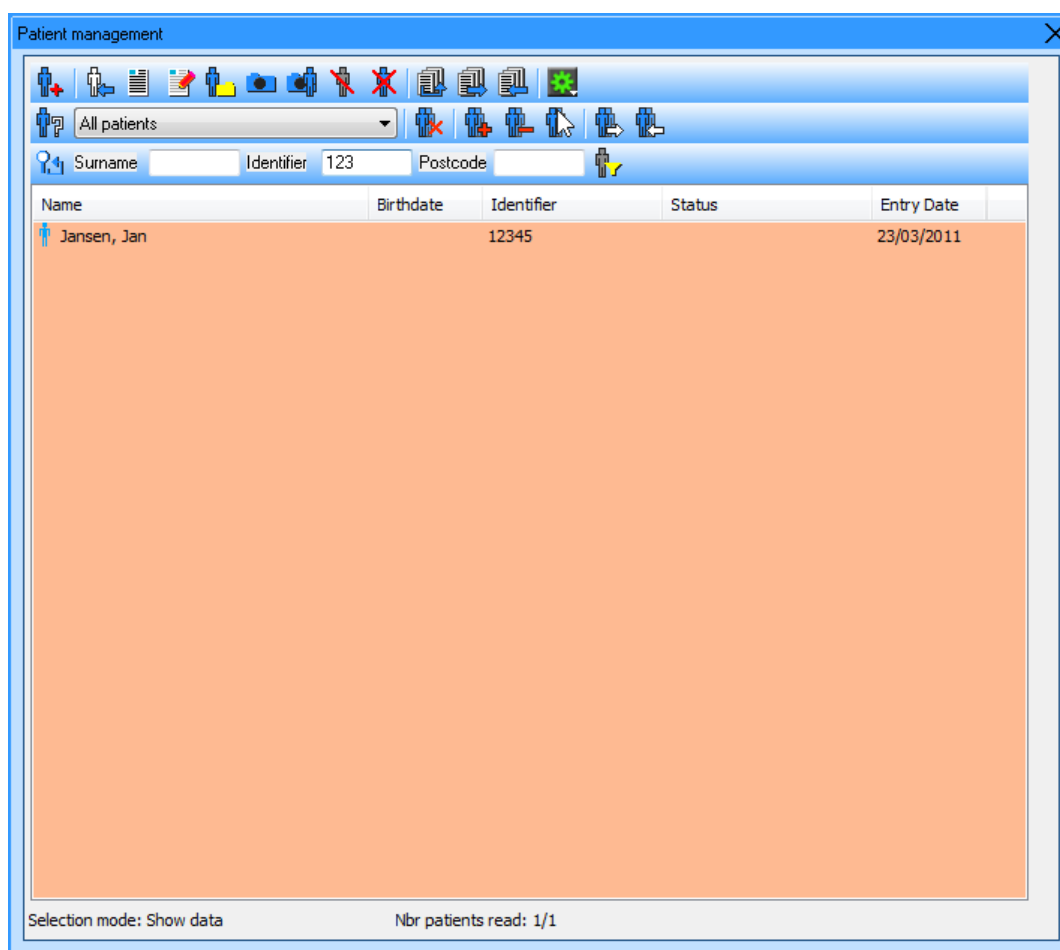 Patient management
All patients
Surname Identifier 123 Postcode
Name Birthdate Identifier Status Entry Date
Jansen, Jan 12345 23/03/2011
Selection mode: Show data Nbr patients read: 1/1